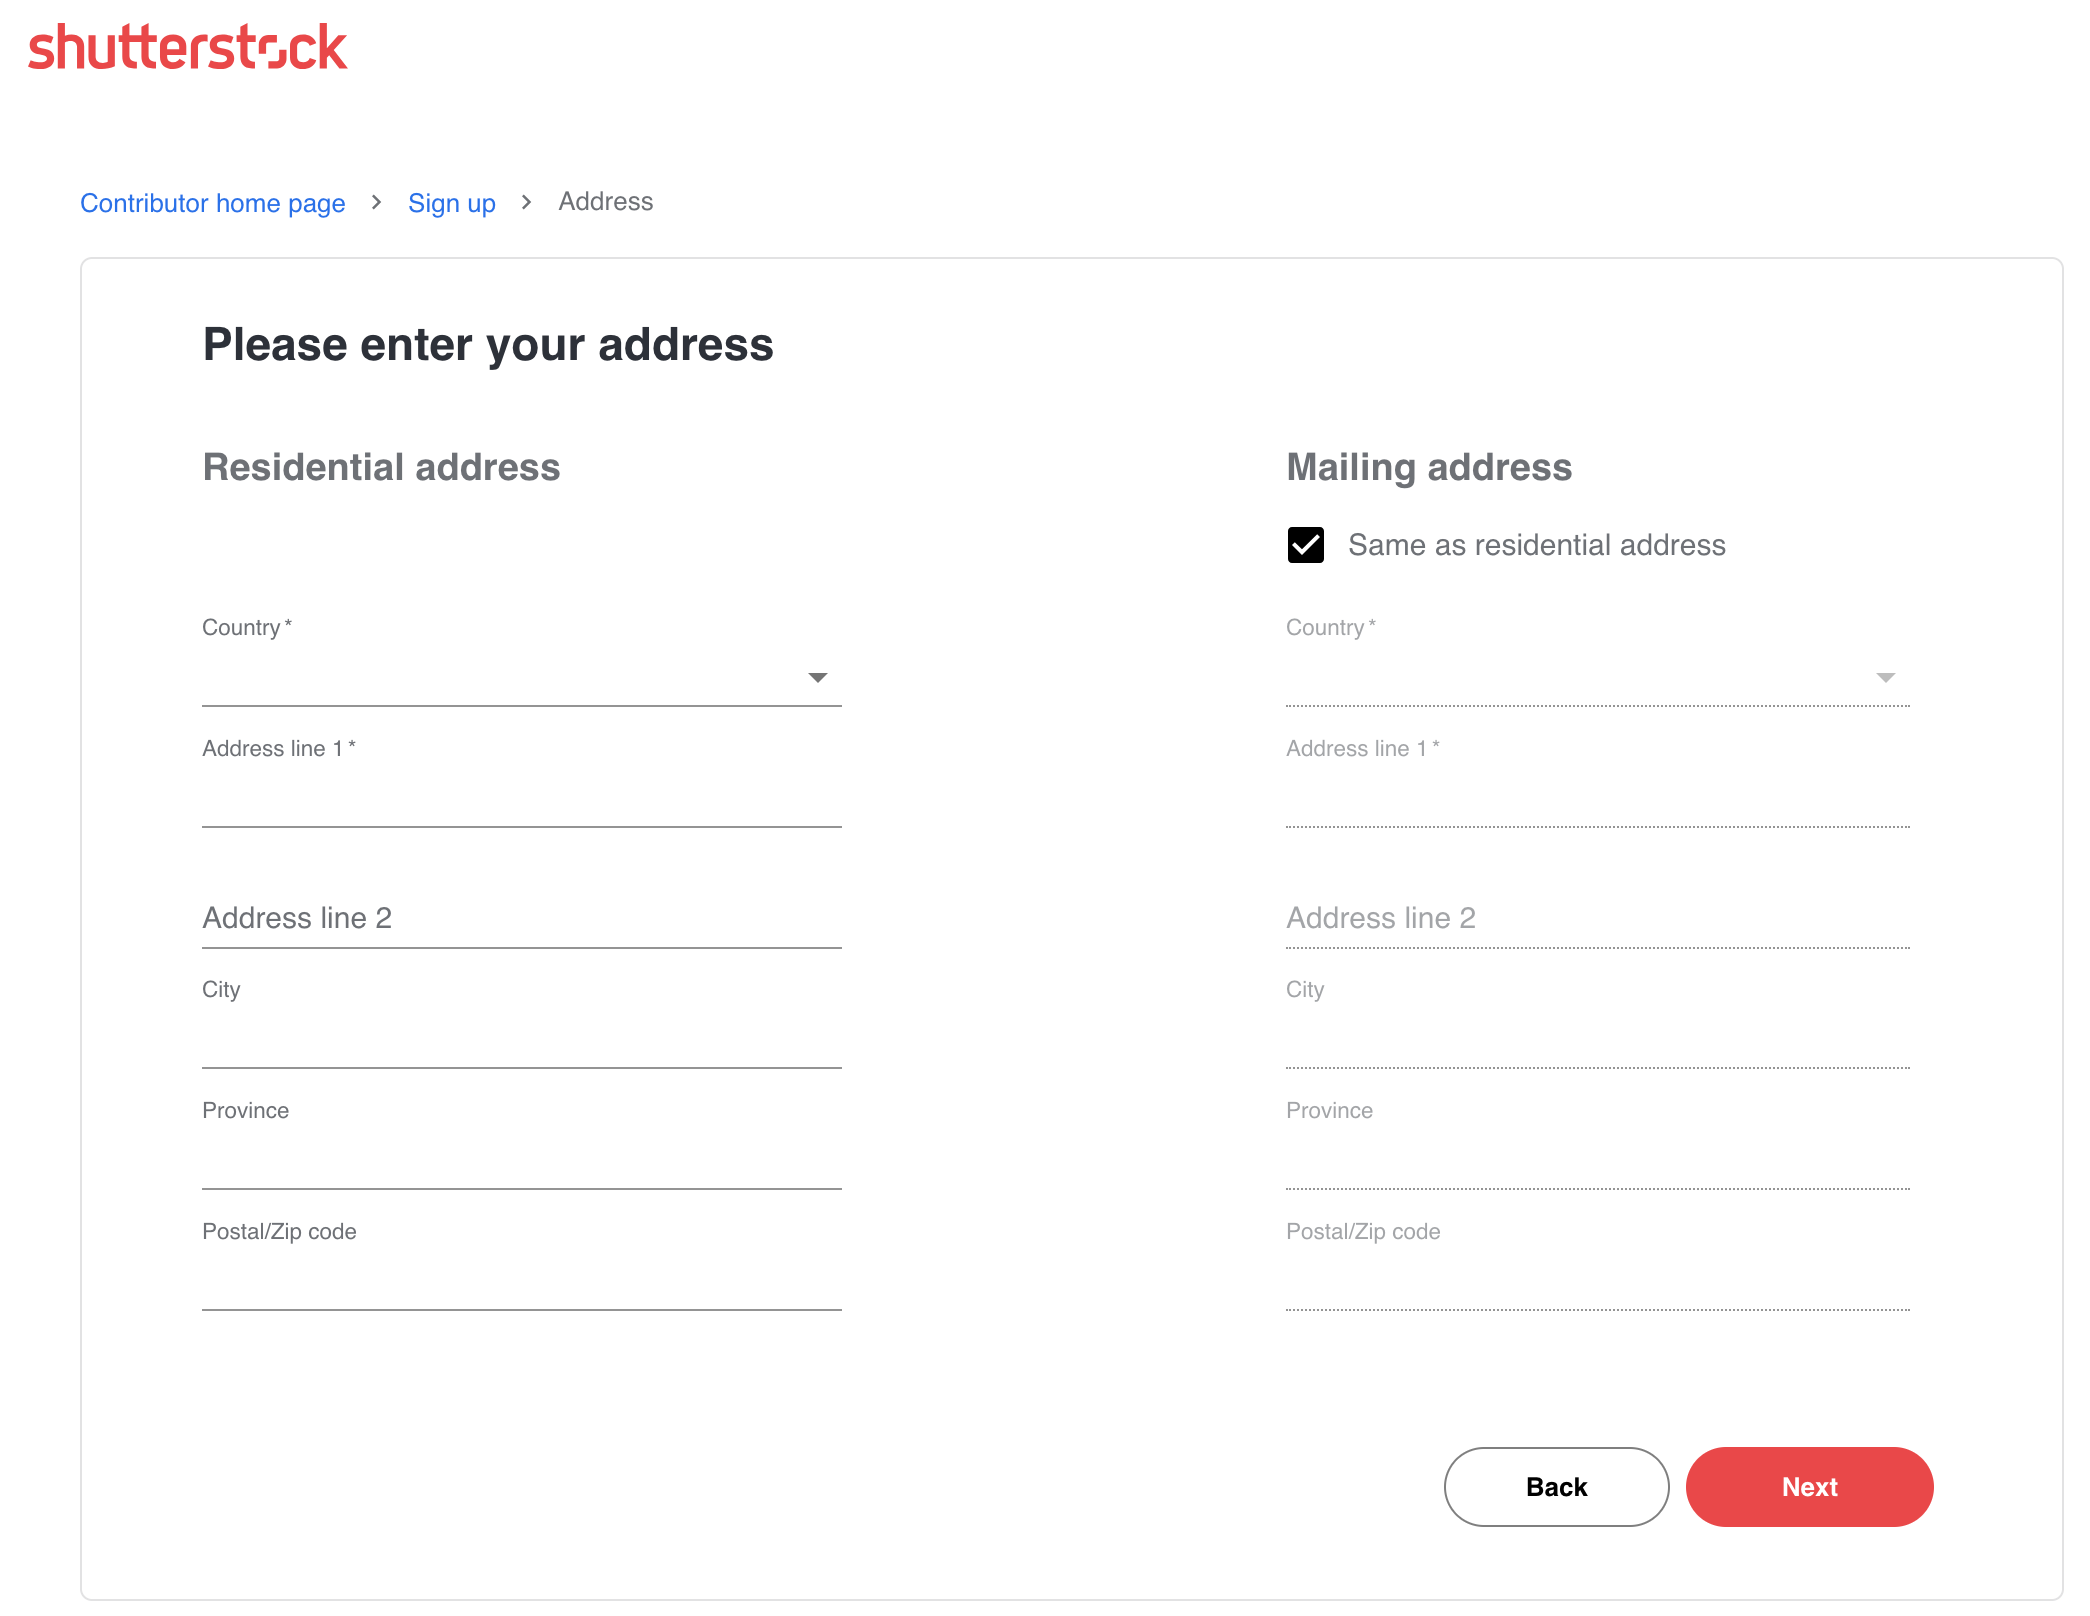 shutterstock
Contributor home page > Sign up > Address
Please enter your address
Residential address
Country *
Address line 1 *
Address line 2
City
Province
Postal/Zip code
Mailing address
Same as residential address
Country *
Address line 1 *
Address line 2
City
Province
Postal/Zip code
Back
Next